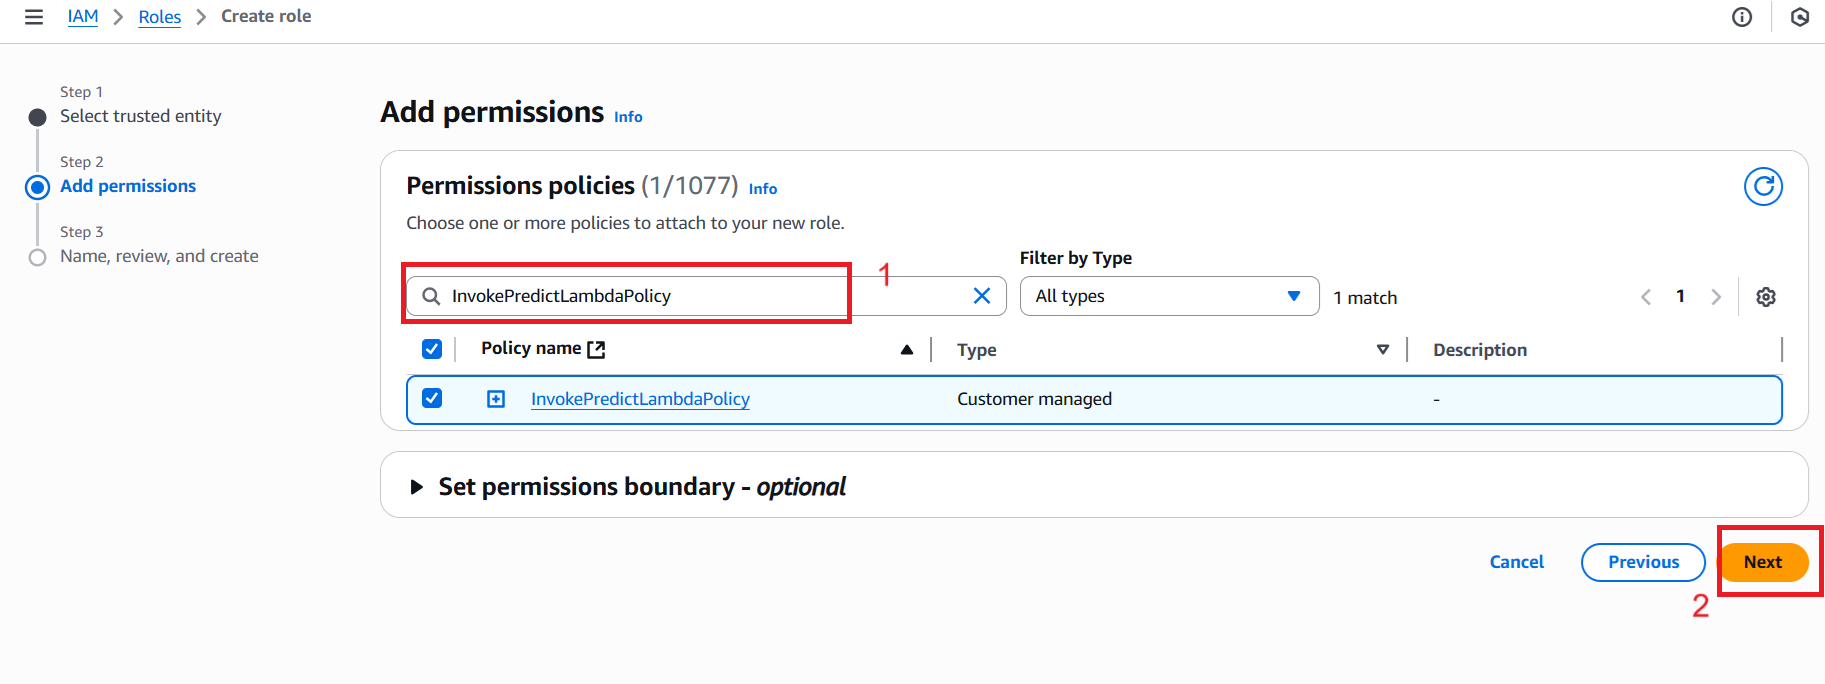 IAM > Roles > Create role
Step 1
Select trusted entity
Step 2
Add permissions
Step 3
Name, review, and create
Add permissions Info
Permissions policies (1/1077) Info
Choose one or more policies to attach to your new role.
Filter by Type
InvokePredictLambdaPolicy
1
All types
1 match
1
Policy name
Type
Description
InvokePredictLambdaPolicy
Customer managed
-
Set permissions boundary - optional
Cancel
Previous
Next
2